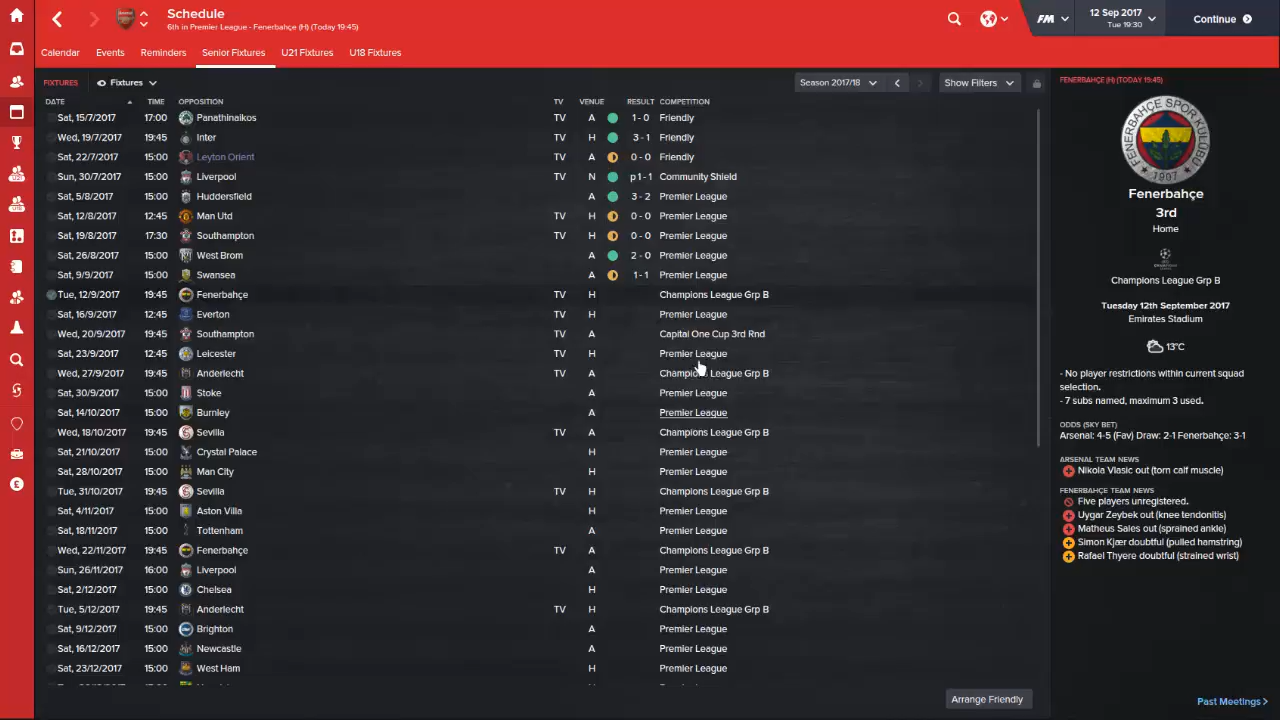 Schedule
6th in Premier League - Fenerbahçe (H) (Today 19:45)
FM
12 Sep 2017
Tue 19:30
Continue
Calendar Events Reminders Senior Fixtures U21 Fixtures U18 Fixtures
FIXTURES Fixtures Season 2017/18 Show Filters
DATE TIME OPPOSITION TV VENUE RESULT COMPETITION
Sat, 15/7/2017 17:00 Panathinaikos TV A 1 - 0 Friendly
Wed, 19/7/2017 19:45 Inter TV H 3 - 1 Friendly
Sat, 22/7/2017 15:00 Leyton Orient TV A 0 - 0 Friendly
Sun, 30/7/2017 15:00 Liverpool TV N p 1 - 1 Community Shield
Sat, 5/8/2017 15:00 Huddersfield A 3 - 2 Premier League
Sat, 12/8/2017 12:45 Man Utd TV H 0 - 0 Premier League
Sat, 19/8/2017 17:30 Southampton TV H 0 - 0 Premier League
Sat, 26/8/2017 15:00 West Brom A 2 - 0 Premier League
Sat, 9/9/2017 15:00 Swansea A 1 - 1 Premier League
Tue, 12/9/2017 19:45 Fenerbahçe TV H Champions League Grp B
Sat, 16/9/2017 12:45 Everton TV H Premier League
Wed, 20/9/2017 19:45 Southampton TV A Capital One Cup 3rd Rnd
Sat, 23/9/2017 12:45 Leicester TV H Premier League
Wed, 27/9/2017 19:45 Anderlecht TV A Champions League Grp B
Sat, 30/9/2017 15:00 Stoke A Premier League
Sat, 14/10/2017 15:00 Burnley A Premier League
Wed, 18/10/2017 19:45 Sevilla TV A Champions League Grp B
Sat, 21/10/2017 15:00 Crystal Palace H Premier League
Sat, 28/10/2017 15:00 Man City H Premier League
Tue, 31/10/2017 19:45 Sevilla TV H Champions League Grp B
Sat, 4/11/2017 15:00 Aston Villa H Premier League
Sat, 18/11/2017 15:00 Tottenham A Premier League
Wed, 22/11/2017 19:45 Fenerbahçe TV A Champions League Grp B
Sun, 26/11/2017 16:00 Liverpool A Premier League
Sat, 2/12/2017 15:00 Chelsea H Premier League
Tue, 5/12/2017 19:45 Anderlecht TV H Champions League Grp B
Sat, 9/12/2017 15:00 Brighton A Premier League
Sat, 16/12/2017 15:00 Newcastle A Premier League
Sat, 23/12/2017 15:00 West Ham H Premier League
Arrange Friendly
FENERBAHÇE (H) (TODAY 19:45)
FENERBAHÇE SPOR KULÜBÜ
1907
Fenerbahçe
3rd
Home
Champions League Grp B
Tuesday 12th September 2017
Emirates Stadium
13°C
- No player restrictions within current squad
selection.
- 7 subs named, maximum 3 used.
ODDS (SKY BET)
Arsenal: 4-5 (Fav) Draw: 2-1 Fenerbahçe: 3-1
ARSENAL TEAM NEWS
Nikola Vlasic out (torn calf muscle)
FENERBAHÇE TEAM NEWS
Five players unregistered.
Uygar Zeybek out (knee tendonitis)
Matheus Sales out (sprained ankle)
Simon Kjær doubtful (pulled hamstring)
Rafael Thyere doubtful (strained wrist)
Past Meetings >